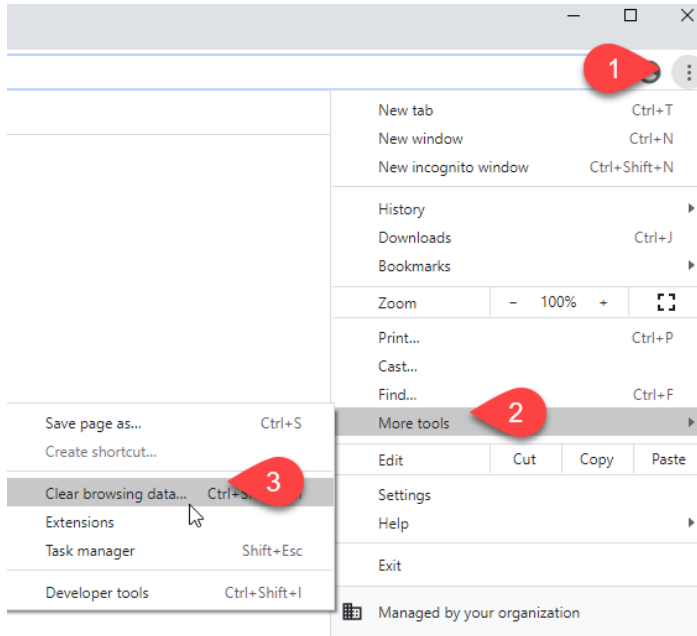 1
New tab Ctrl+T
New window Ctrl+N
New incognito window Ctrl+Shift+N
History
Downloads Ctrl+J
Bookmarks
Zoom - 100% +
Print... Ctrl+P
Cast...
Find... Ctrl+F
More tools 2
Edit Cut Copy Paste
Settings
Help
Exit
Managed by your organization
Save page as... Ctrl+S
Create shortcut...
Clear browsing data... 3
Extensions
Task manager Shift+Esc
Developer tools Ctrl+Shift+I